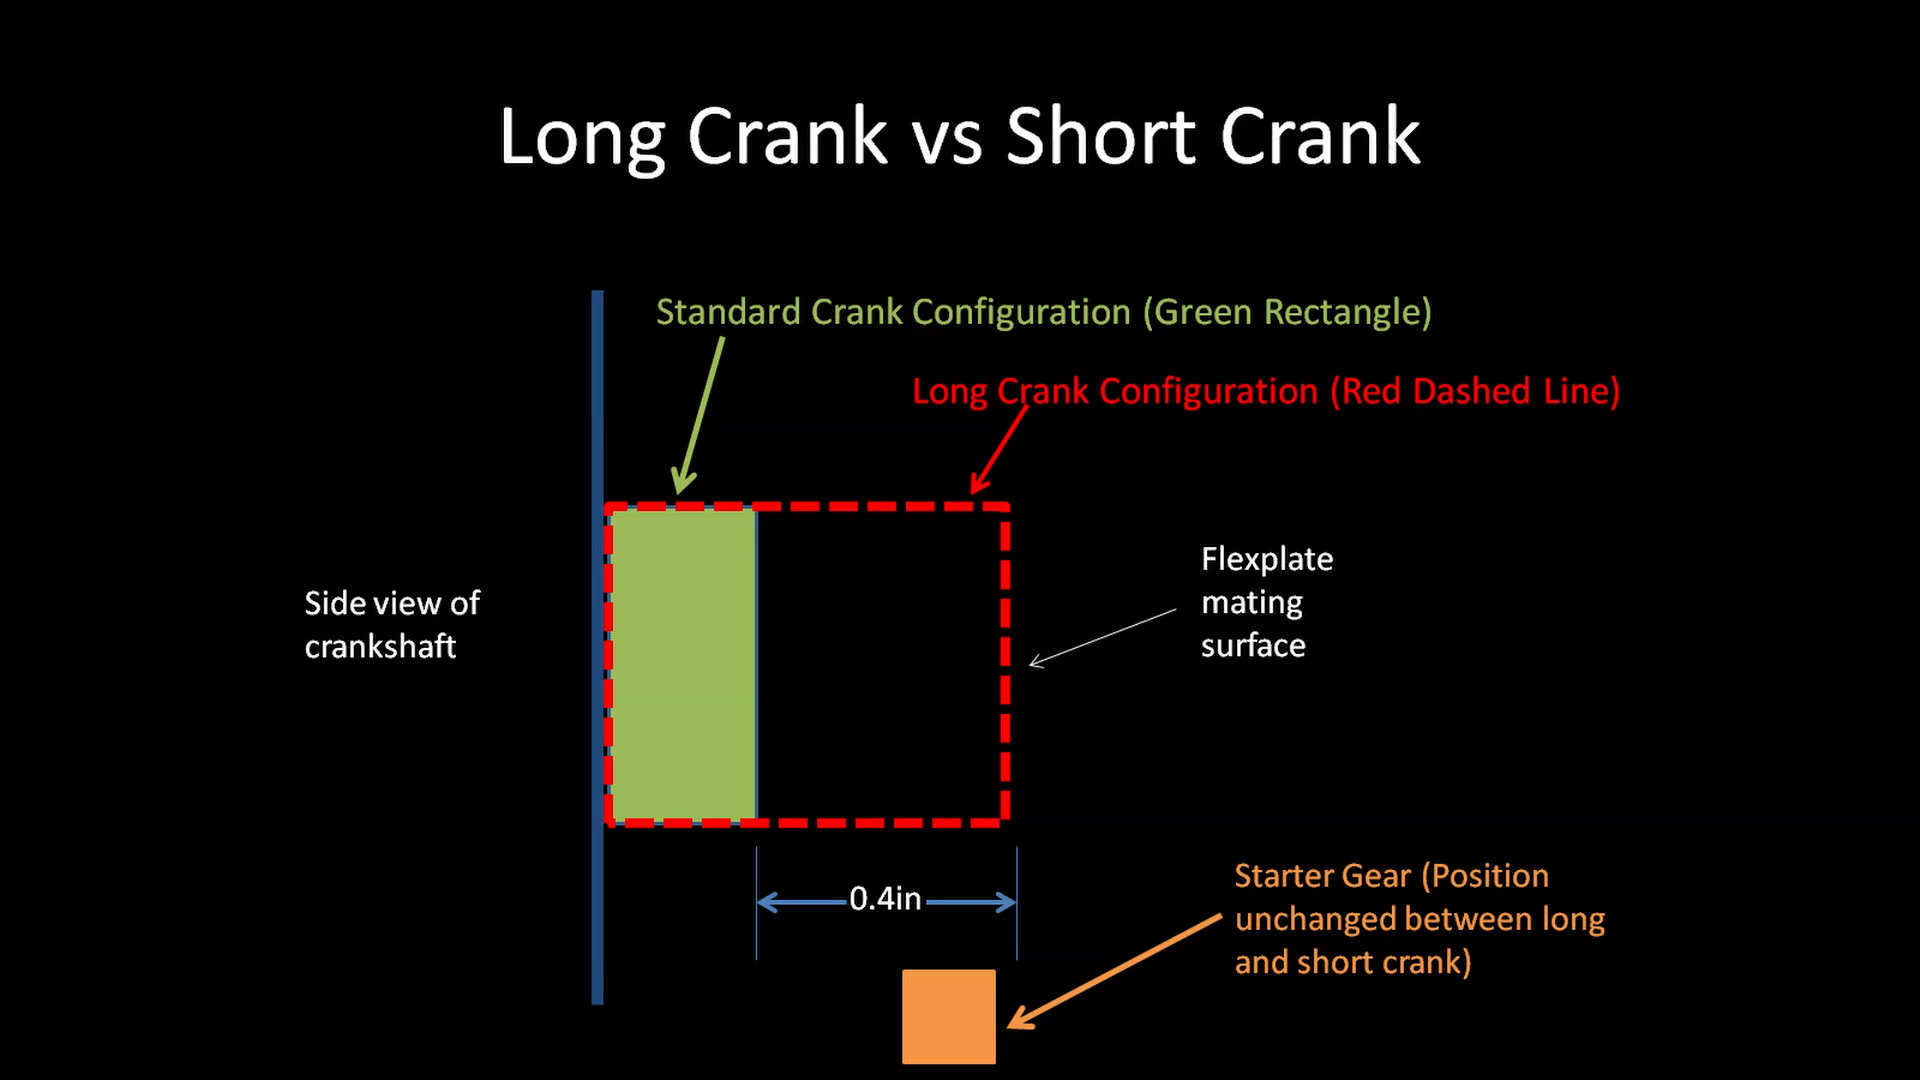 Long Crank vs Short Crank
Standard Crank Configuration (Green Rectangle)
Long Crank Configuration (Red Dashed Line)
Side view of
crankshaft
Flexplate
mating
surface
0.4in
Starter Gear (Position
unchanged between long
and short crank)